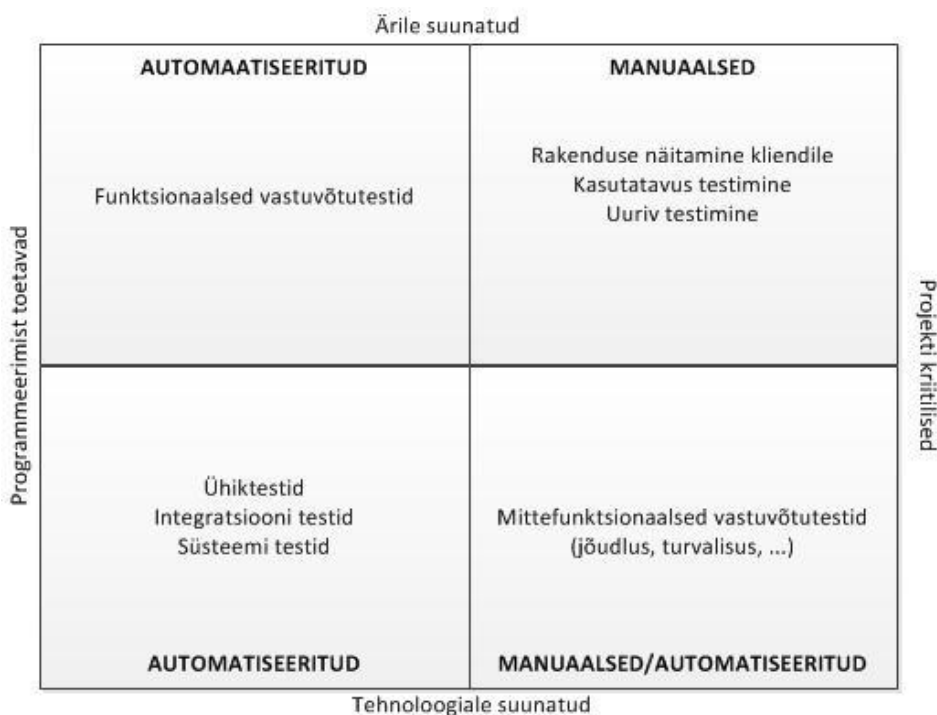 Ärile suunatud
AUTOMAATISEERITUD
MANUAALSED
Funktsionaalsed vastuvõtutestid
Rakenduse näitamine kliendile
Kasutatavus testimine
Uuriv testimine
Programmeerimist toetavad
Projekti kriitilised
Ühiktestid
Integratsiooni testid
Süsteemi testid
Mittefunktsionaalsed vastuvõtutestid
(jõudlus, turvalisus, ...)
AUTOMATISEERITUD
MANUAALSED/AUTOMATISEERITUD
Tehnoloogiale suunatud